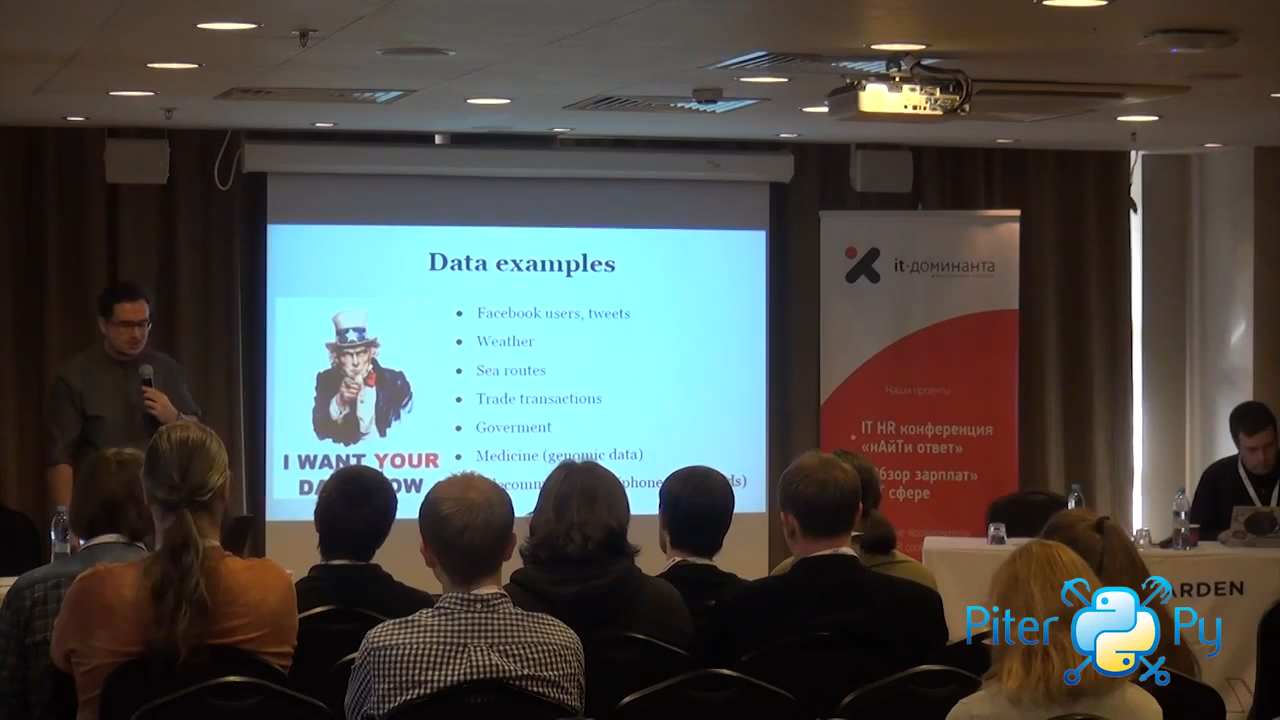 Data examples
Facebook users, tweets
Weather
Sea routes
Trade transactions
Goverment
Medicine (genomic data)
I WANT YOUR
it-доминанта
Наши проекты
IT HR конференция
«нАйТи ответ»
зарплат»
сфере
ARDEN
Piter Py